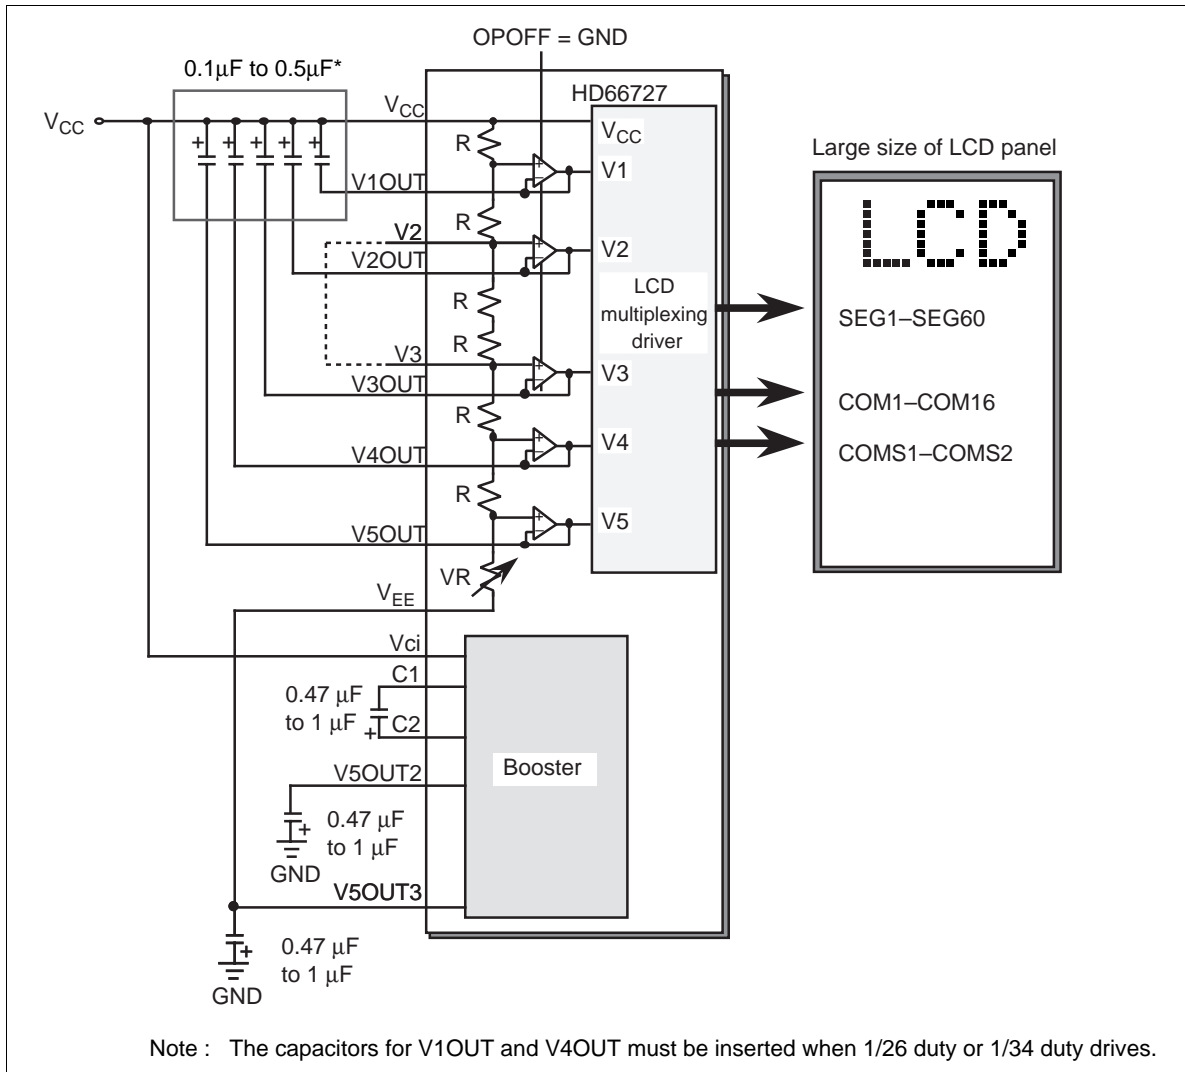 OPOFF = GND
0.1μF to 0.5μF*
HD66727
VCC
VCC
VCC
R
Large size of LCD panel
V1OUT
V1
LCD
R
V2
V2OUT
V2
R
LCD
multiplexing
driver
SEG1–SEG60
R
V3
V3OUT
V3
COM1–COM16
R
V4OUT
V4
COMS1–COMS2
R
V5OUT
V5
VR
VEE
Vci
C1
0.47 μF
to 1 μF
C2
Booster
V5OUT2
0.47 μF
to 1 μF
GND
V5OUT3
0.47 μF
to 1 μF
GND
Note : The capacitors for V1OUT and V4OUT must be inserted when 1/26 duty or 1/34 duty drives.